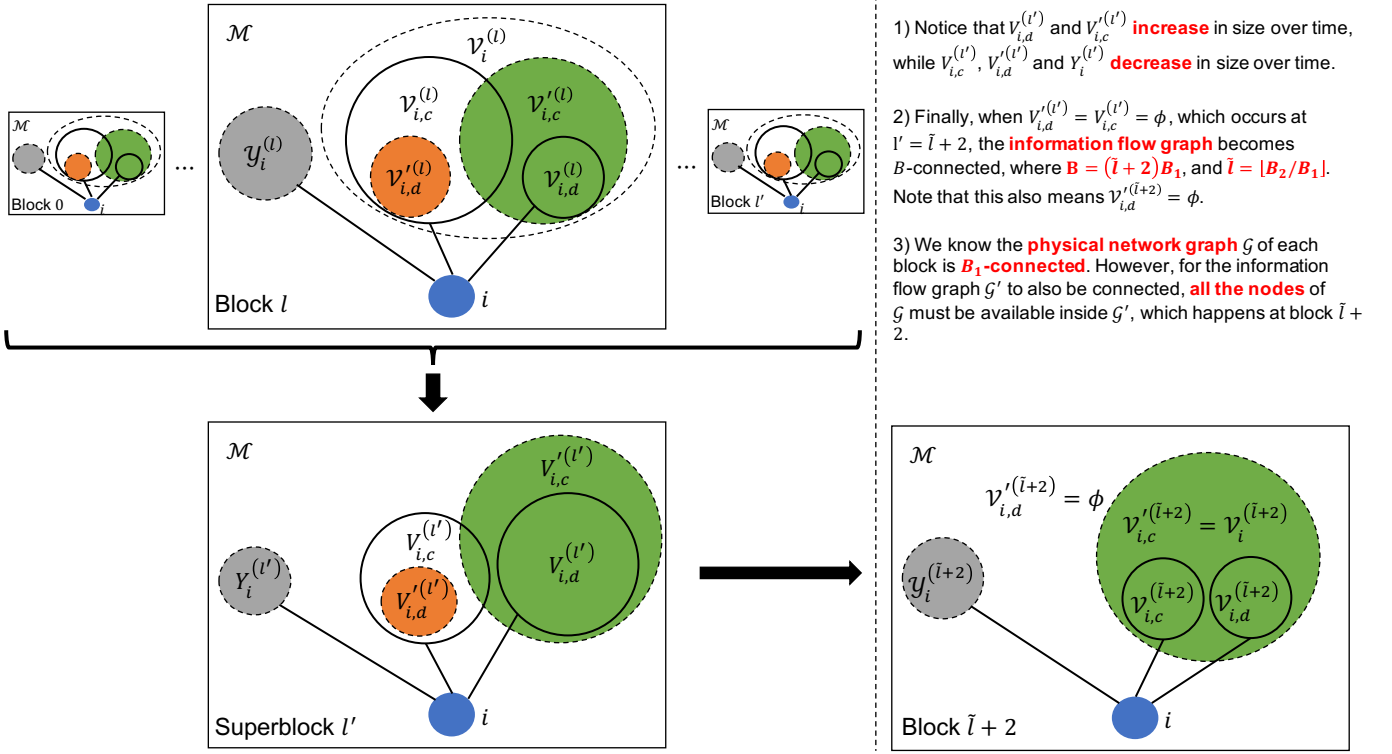 ℳ
Block 0
i
...
ℳ
𝒱_i^{(l)}
𝒱_{i,c}^{(l)}
𝒱'_{i,c}^{(l)}
𝒴_i^{(l)}
𝒱'_{i,d}^{(l)}
𝒱_{i,d}^{(l)}
i
Block l
...
ℳ
Block l′
i
1) Notice that V_{i,d}^{(l′)} and V'_{i,c}^{(l′)} increase in size over time,
while V_{i,c}^{(l′)}, V'_{i,d}^{(l′)} and Y_i^{(l′)} decrease in size over time.
2) Finally, when V'_{i,d}^{(l′)} = V_{i,c}^{(l′)} = ϕ, which occurs at
l′ = l̃ + 2, the information flow graph becomes
B-connected, where B = (l̃ + 2)B₁, and l̃ = ⌊B₂/B₁⌋.
Note that this also means 𝒱'_{i,d}^{(l̃+2)} = ϕ.
3) We know the physical network graph 𝒢 of each
block is B₁-connected. However, for the information
flow graph 𝒢′ to also be connected, all the nodes of
𝒢 must be available inside 𝒢′, which happens at block l̃ +
2.
ℳ
V'_{i,c}^{(l′)}
V_{i,c}^{(l′)}
V_{i,d}^{(l′)}
Y_i^{(l′)}
V'_{i,d}^{(l′)}
i
Superblock l′
ℳ
𝒱'_{i,d}^{(l̃+2)} = ϕ
𝒱'_{i,c}^{(l̃+2)} = 𝒱_i^{(l̃+2)}
𝒴_i^{(l̃+2)}
𝒱_{i,c}^{(l̃+2)}
𝒱_{i,d}^{(l̃+2)}
i
Block l̃ + 2